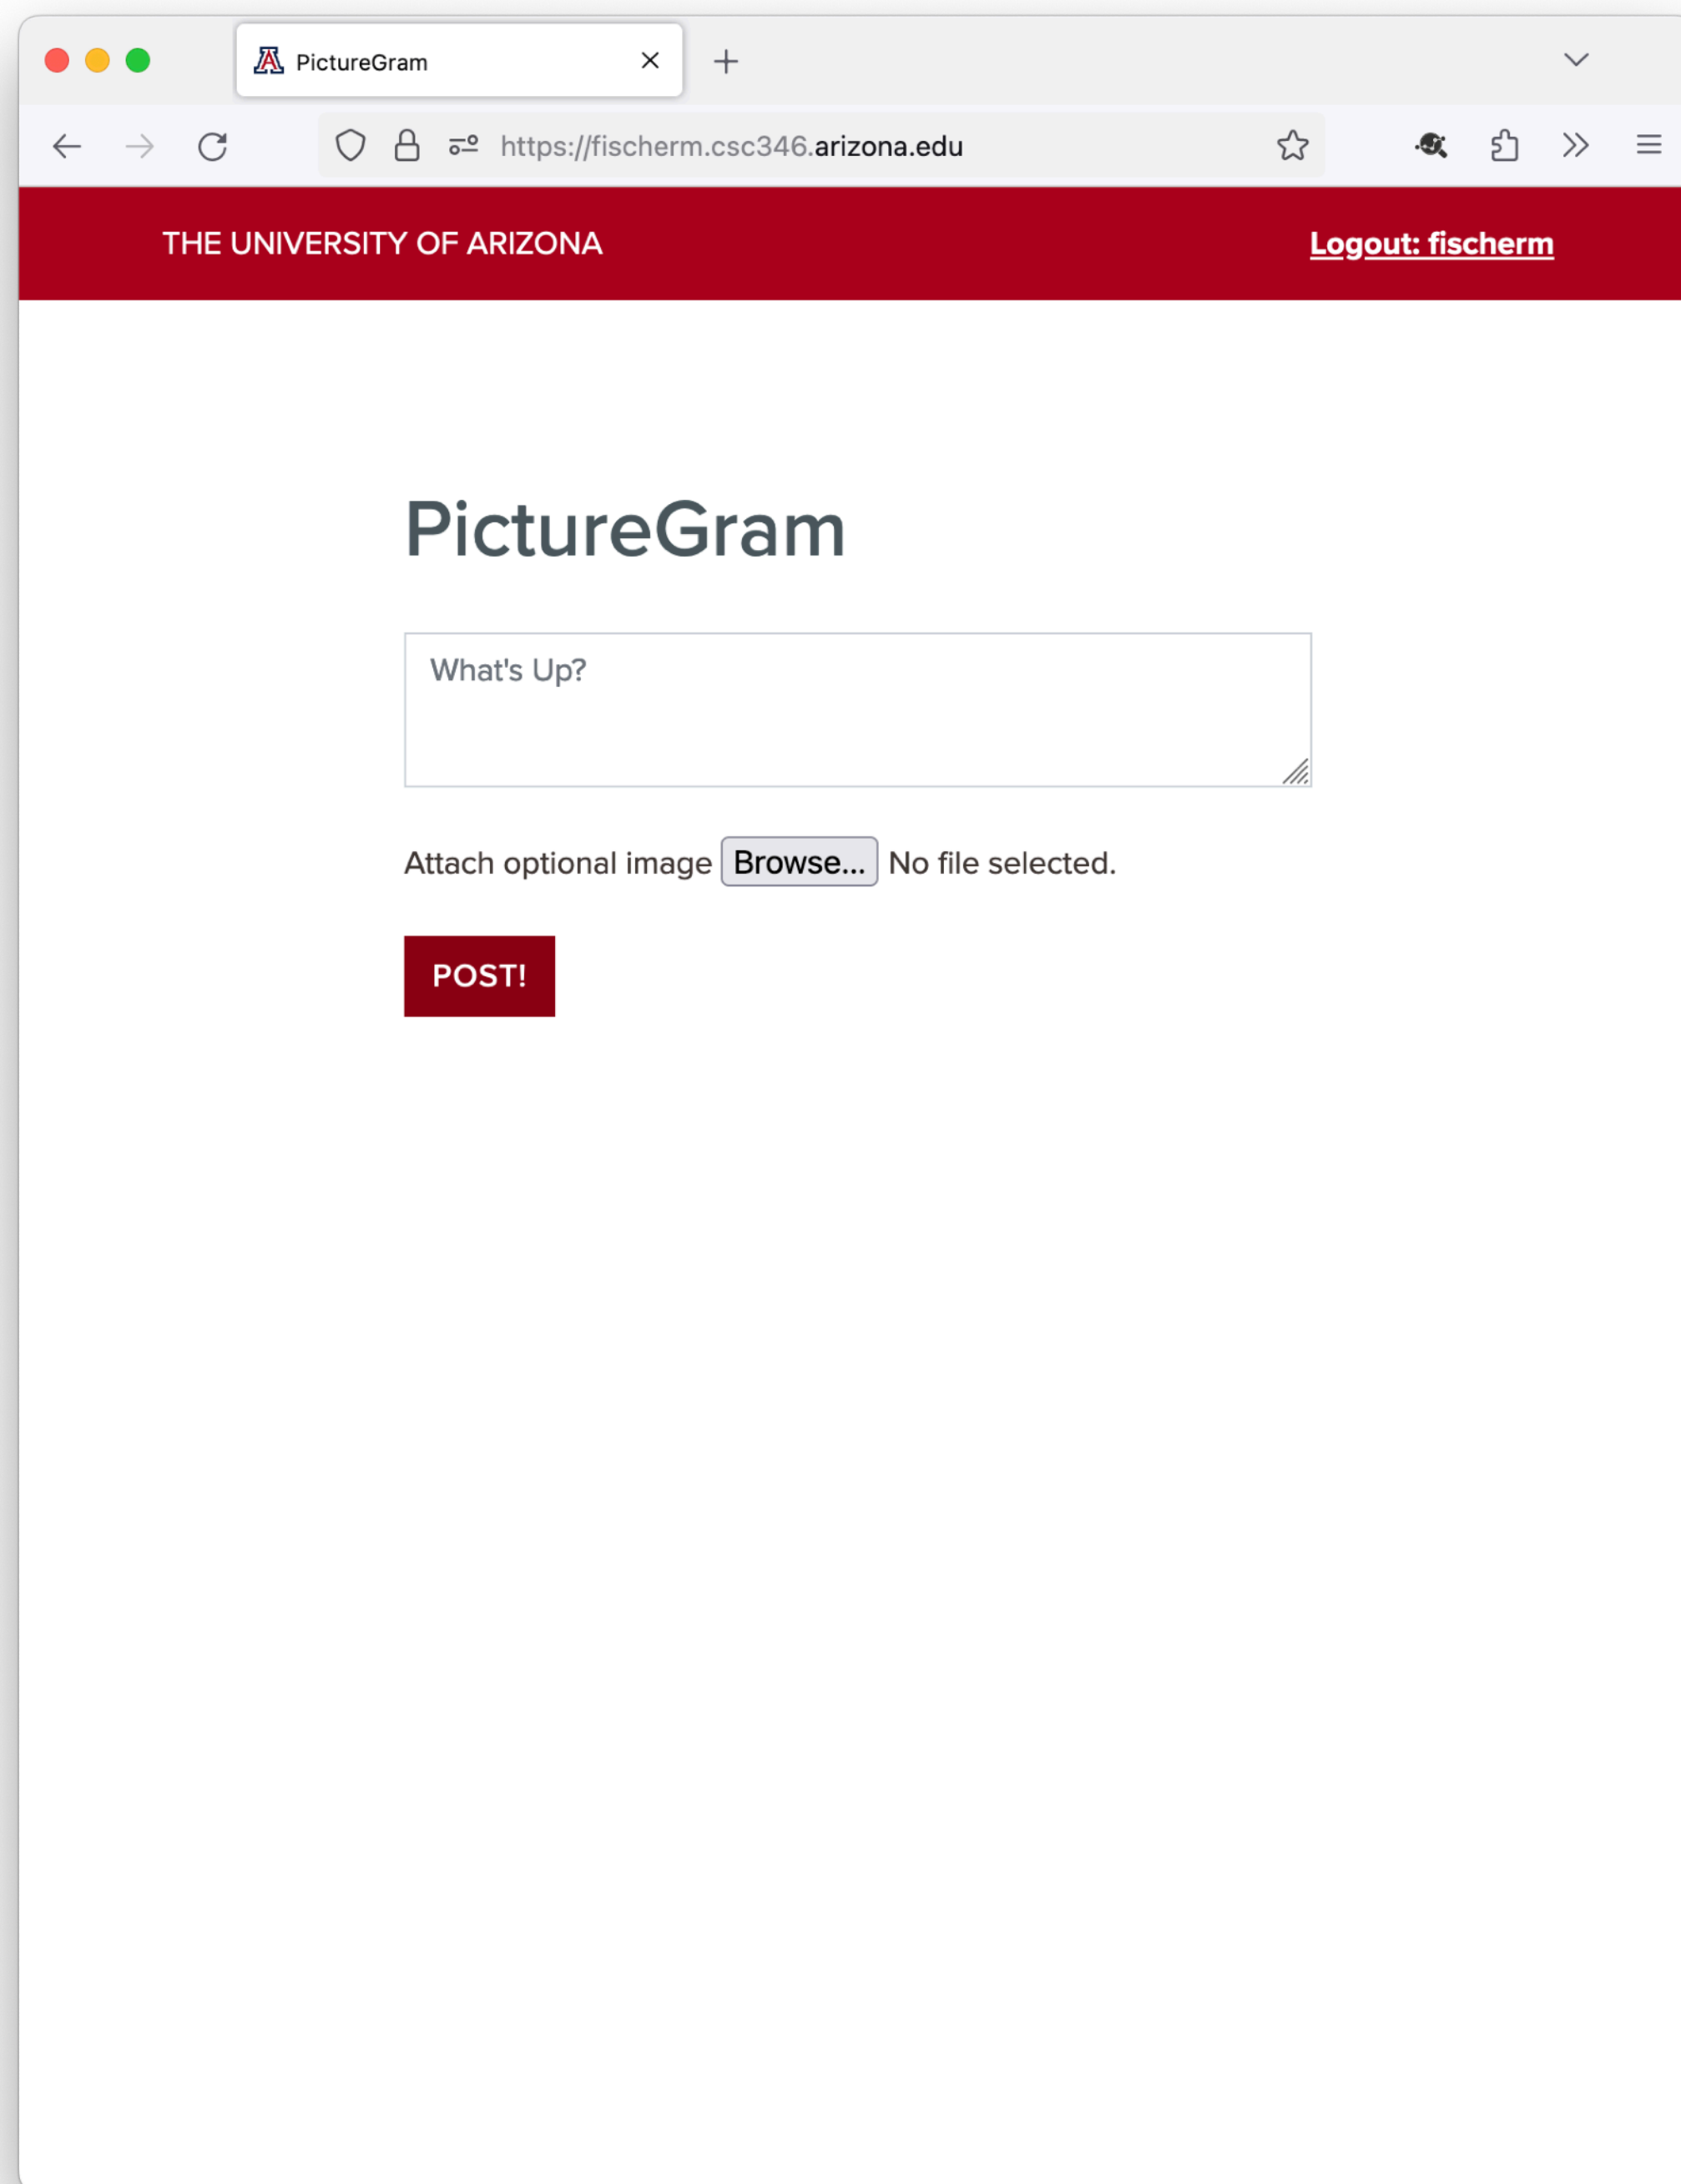 PictureGram
https://fischerm.csc346.arizona.edu
THE UNIVERSITY OF ARIZONA
Logout: fischerm
PictureGram
What's Up?
Attach optional image Browse... No file selected.
POST!